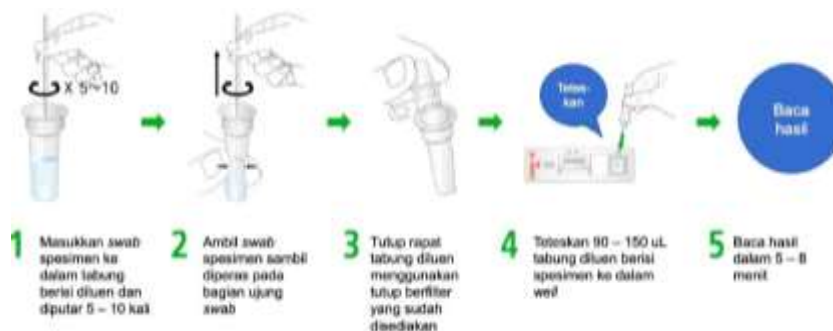 X 5~10
Tetes-
kan
Baca
hasil
1
Masukkan swab
spesimen ke
dalam tabung
berisi diluen dan
diputar 5 – 10 kali
2
Ambil swab
spesimen sambil
diperas pada
bagian ujung
swab
3
Tutup rapat
tabung diluen
menggunakan
tutup berfilter
yang sudah
disediakan
4
Teteskan 90 – 150 uL
tabung diluen berisi
spesimen ke dalam
well
5
Baca hasil
dalam 5 – 8
menit